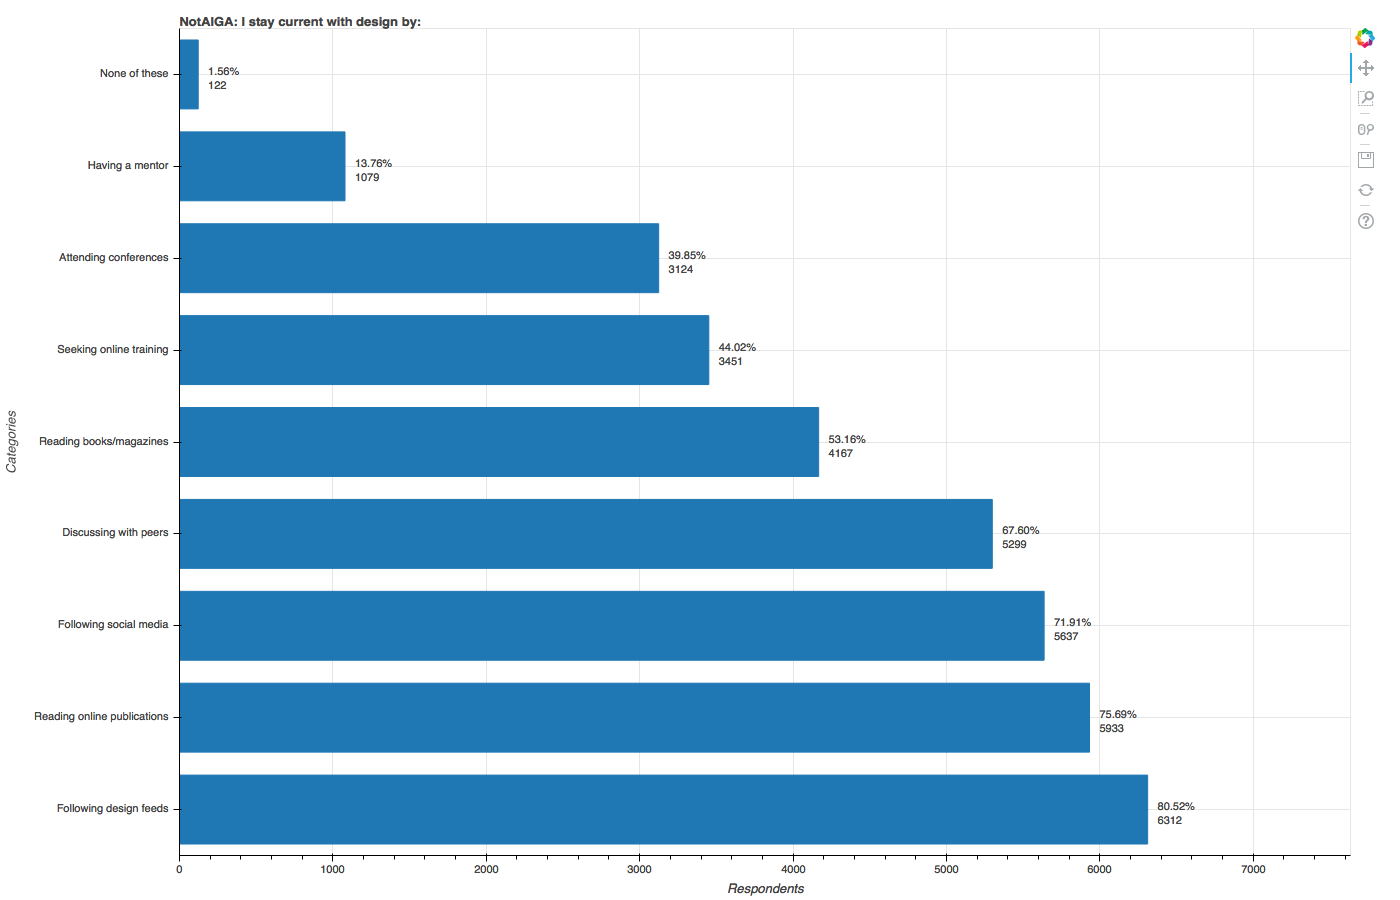 NotAIGA: I stay current with design by:
None of these
1.56%
122
Having a mentor
13.76%
1079
Attending conferences
39.85%
3124
Seeking online training
44.02%
3451
Reading books/magazines
53.16%
4167
Discussing with peers
67.60%
5299
Following social media
71.91%
5637
Reading online publications
75.69%
5933
Following design feeds
80.52%
6312
Categories
0 1000 2000 3000 4000 5000 6000 7000
Respondents